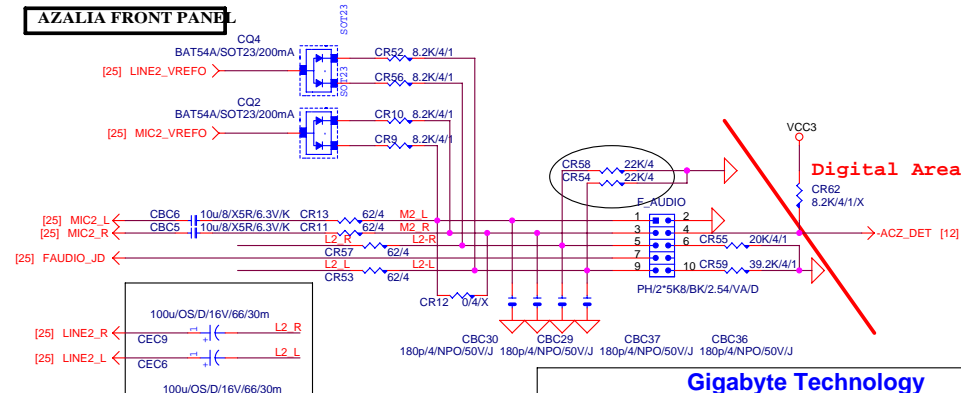 AZALIA FRONT PANEL
SOT23
CQ4
BAT54A/SOT23/200mA
CR52 8.2K/4/1
[25] LINE2_VREFO
CR56 8.2K/4/1
SOT23
CQ2
BAT54A/SOT23/200mA
CR10 8.2K/4/1
[25] MIC2_VREFO
CR9 8.2K/4/1
VCC3
Digital Area
CR58 22K/4
CR54 22K/4
CR62
8.2K/4/1/X
F_AUDIO
[25] MIC2_L CBC6 10u/8/X5R/6.3V/K CR13 62/4 M2_L 1 2
[25] MIC2_R CBC5 10u/8/X5R/6.3V/K CR11 62/4 M2_R 3 4 -ACZ_DET [12]
L2_R L2-R 5 6 CR55 20K/4/1
CR57 62/4
[25] FAUDIO_JD 7
L2_L L2-L 9 10 CR59 39.2K/4/1
CR53 62/4
PH/2*5K8/BK/2.54/VA/D
CR12 0/4/X
100u/OS/D/16V/66/30m
[25] LINE2_R 1 + L2_R
CEC9
[25] LINE2_L 1 + L2_L
CEC6
100u/OS/D/16V/66/30m
CBC30 CBC29 CBC37 CBC36
180p/4/NPO/50V/J 180p/4/NPO/50V/J 180p/4/NPO/50V/J 180p/4/NPO/50V/J
Gigabyte Technology